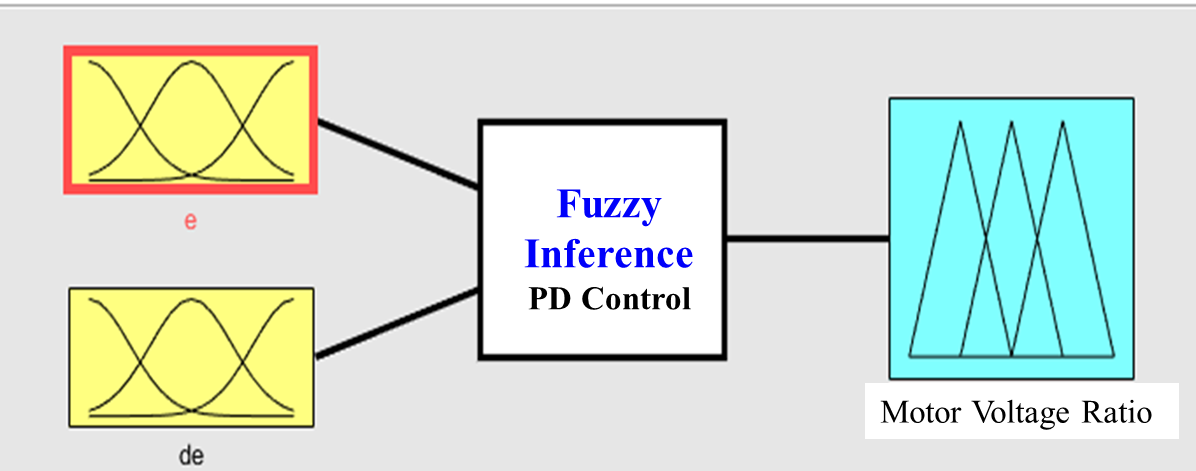 e
Fuzzy
Inference
PD Control
Motor Voltage Ratio
de